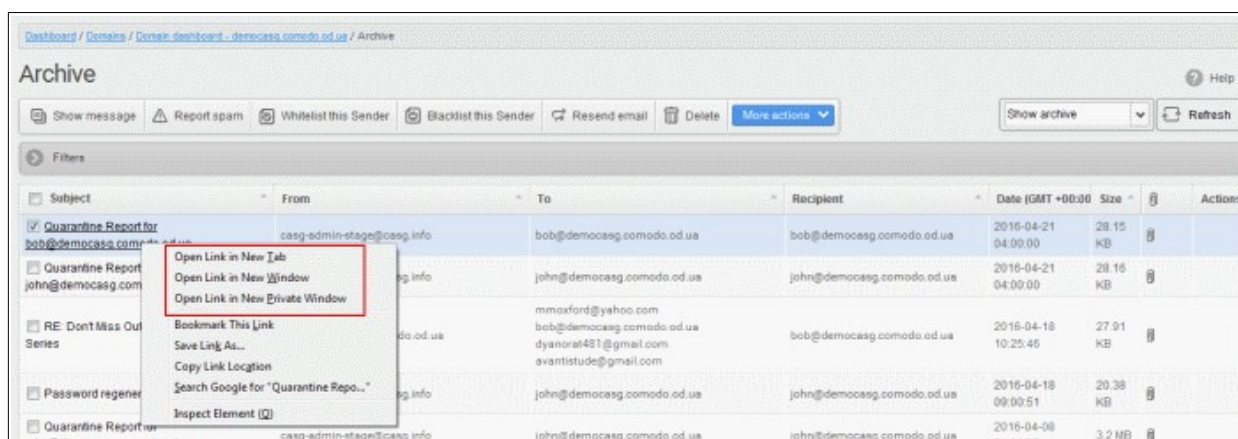 Dashboard / Domains / Domain dashboard - democasg.comodo.od.ua / Archive
Archive
Help
Show message Report spam Whitelist this Sender Blacklist this Sender Resend email Delete More actions Show archive Refresh
Filters
Subject From To Recipient Date (GMT +00:00 Size Actions
Quarantine Report for
bob@democasg.comodo.od.ua
casg-admin-stage@casg.info
bob@democasg.comodo.od.ua
bob@democasg.comodo.od.ua
2016-04-21
04:00:00
28.15
KB
Open Link in New Tab
Open Link in New Window
Open Link in New Private Window
Bookmark This Link
Save Link As...
Copy Link Location
Search Google for "Quarantine Repo..."
Inspect Element (Q)
Quarantine Report
john@democasg.com
sg.info
john@democasg.comodo.od.ua
john@democasg.comodo.od.ua
2016-04-21
04:00:00
28.16
KB
RE: Don't Miss Out
Series
do.od.ua
mmoxford@yahoo.com
bob@democasg.comodo.od.ua
dyanorat481@gmail.com
avantistude@gmail.com
bob@democasg.comodo.od.ua
2016-04-18
10:25:46
27.91
KB
Password regener
sg.info
john@democasg.comodo.od.ua
john@democasg.comodo.od.ua
2016-04-18
09:00:51
20.38
KB
Quarantine Report for
casg-admin-stage@casg.info
john@democasg.comodo.od.ua
john@democasg.comodo.od.ua
2016-04-08
3.2 MB